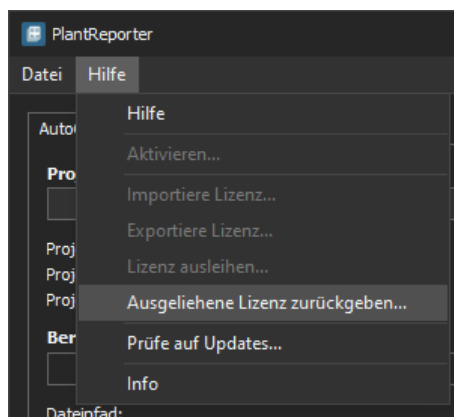 PlantReporter
Datei Hilfe
Hilfe
Aktivieren...
Importiere Lizenz...
Exportiere Lizenz...
Lizenz ausleihen...
Ausgeliehene Lizenz zurückgeben...
Prüfe auf Updates...
Info
Dateipfad: